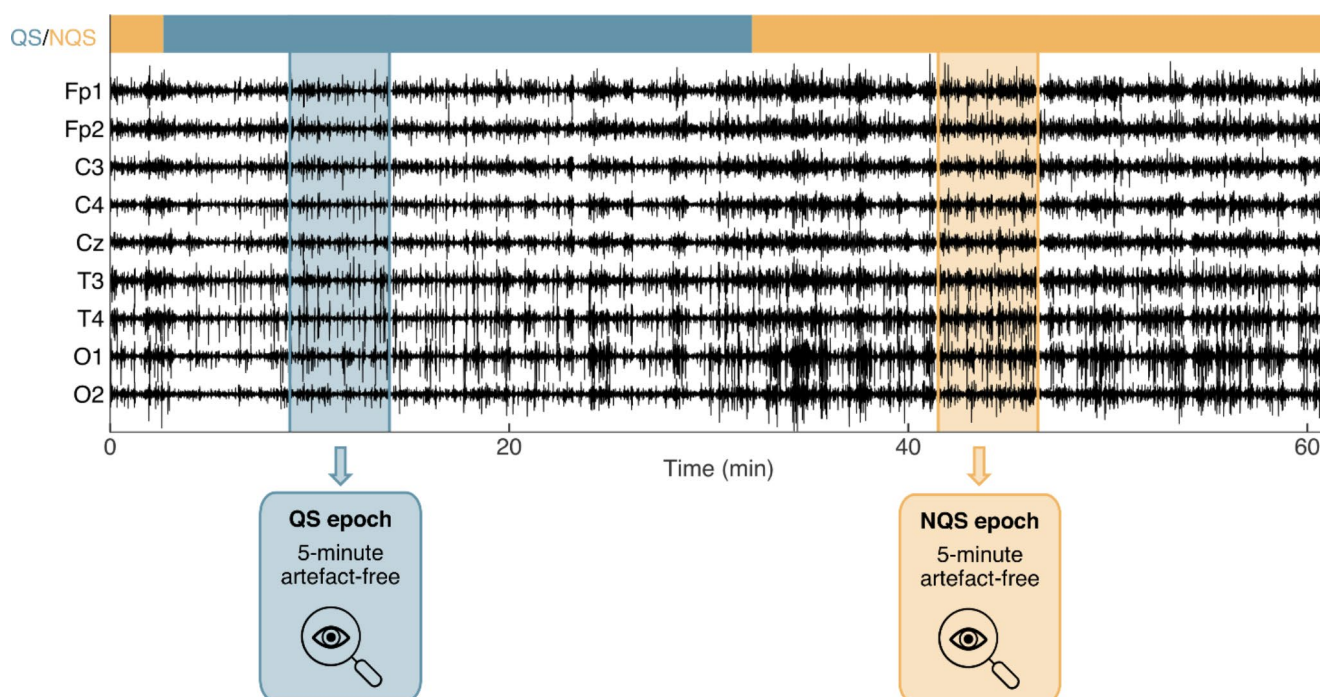 QS/NQS
Fp1
Fp2
C3
C4
Cz
T3
T4
O1
O2
0 20 40 60
Time (min)
QS epoch
5-minute
artefact-free
NQS epoch
5-minute
artefact-free